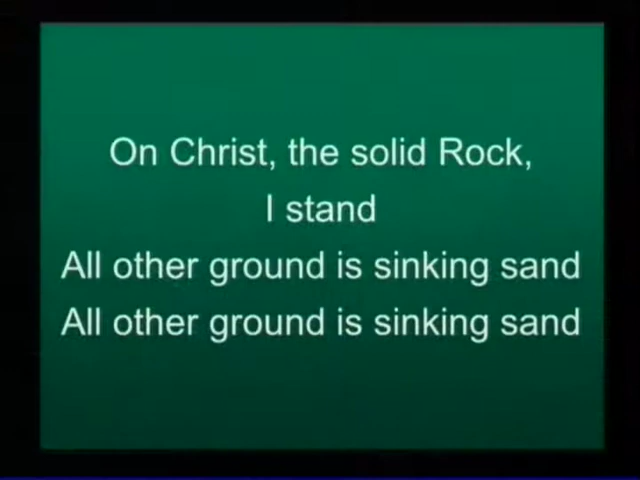 On Christ, the solid Rock,
I stand
All other ground is sinking sand
All other ground is sinking sand